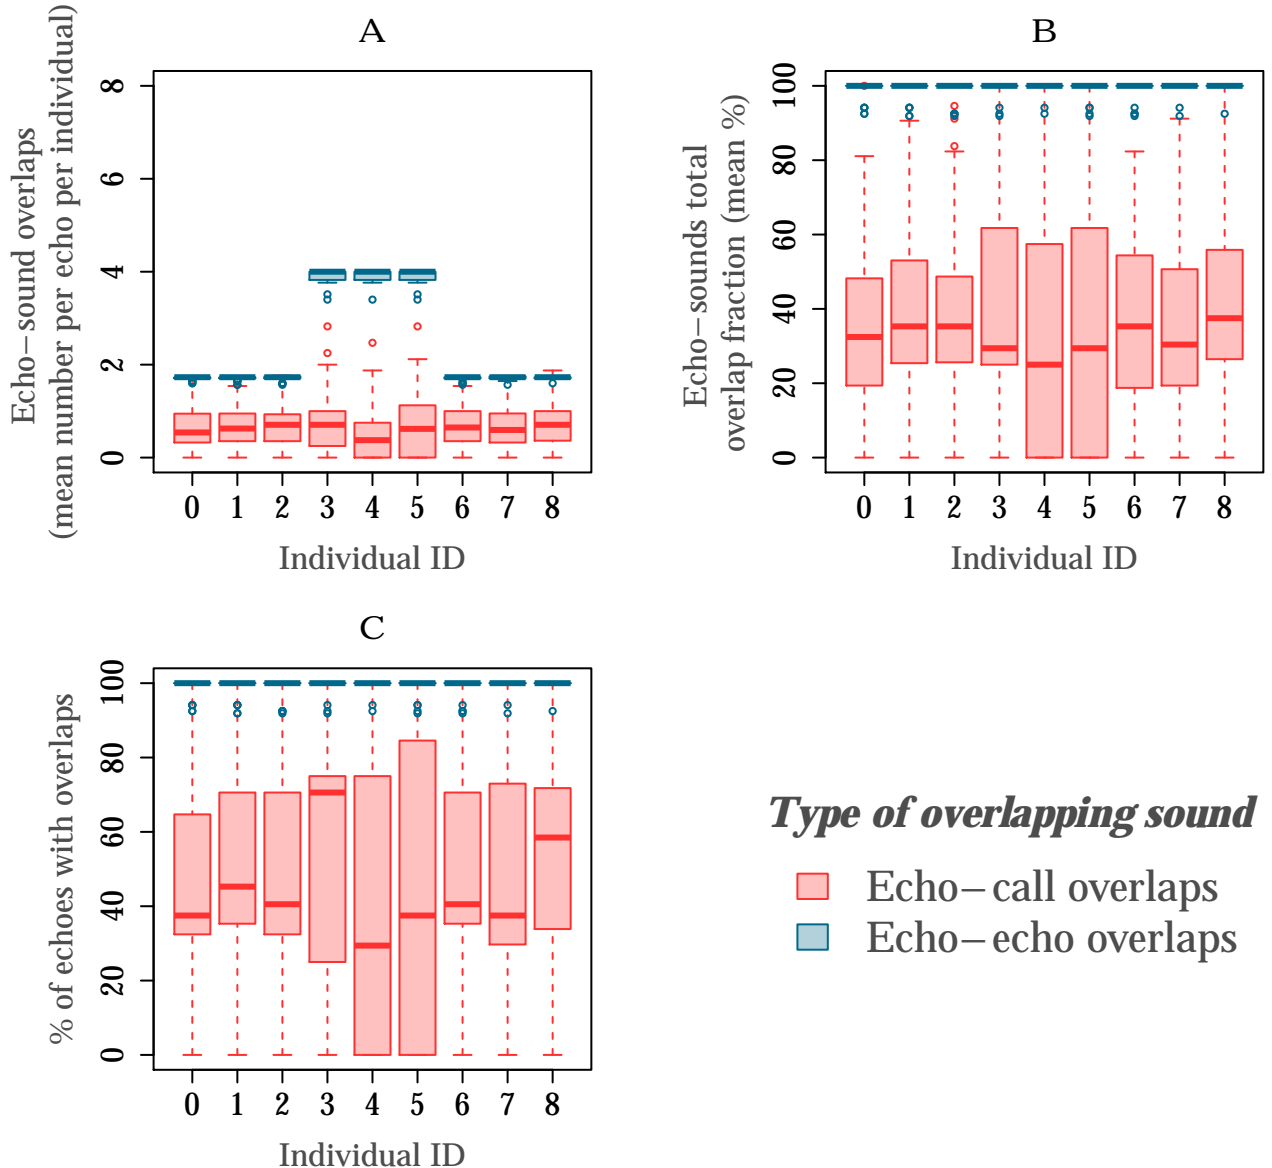 A
Echo−sound overlaps
(mean number per echo per individual)
0 2 4 6 8
0 1 2 3 4 5 6 7 8
Individual ID
B
Echo−sounds total
overlap fraction (mean %)
0 20 40 60 80 100
0 1 2 3 4 5 6 7 8
Individual ID
C
% of echoes with overlaps
0 20 40 60 80 100
0 1 2 3 4 5 6 7 8
Individual ID
Type of overlapping sound
Echo−call overlaps
Echo−echo overlaps